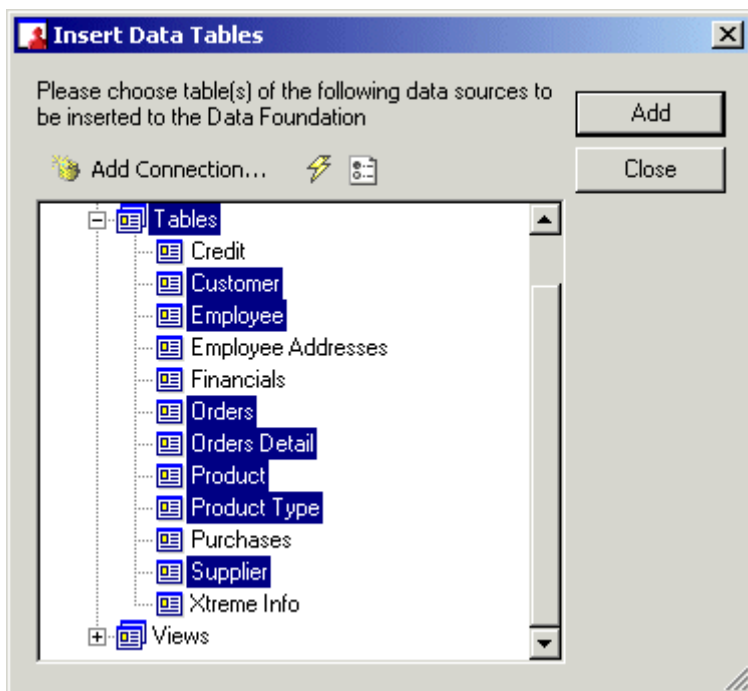 Insert Data Tables
Please choose table(s) of the following data sources to
be inserted to the Data Foundation
Add
Add Connection...
Close
Tables
Credit
Customer
Employee
Employee Addresses
Financials
Orders
Orders Detail
Product
Product Type
Purchases
Supplier
Xtreme Info
Views